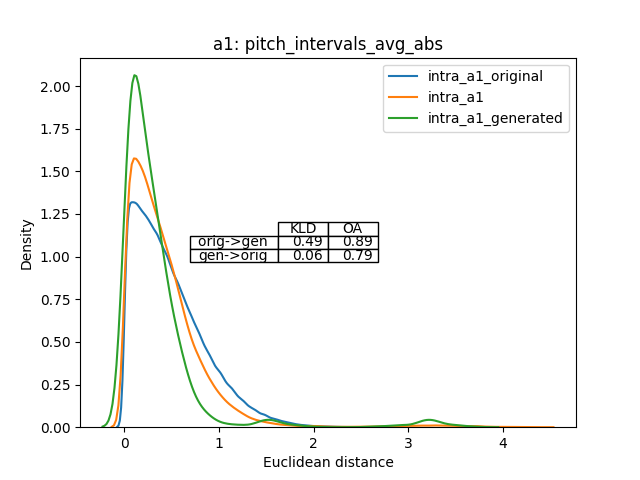 a1: pitch_intervals_avg_abs
intra_a1_original
intra_a1
intra_a1_generated
2.00
1.75
1.50
1.25
1.00
0.75
0.50
0.25
0.00
Density
KLD OA
orig->gen 0.49 0.89
gen->orig 0.06 0.79
0 1 2 3 4
Euclidean distance